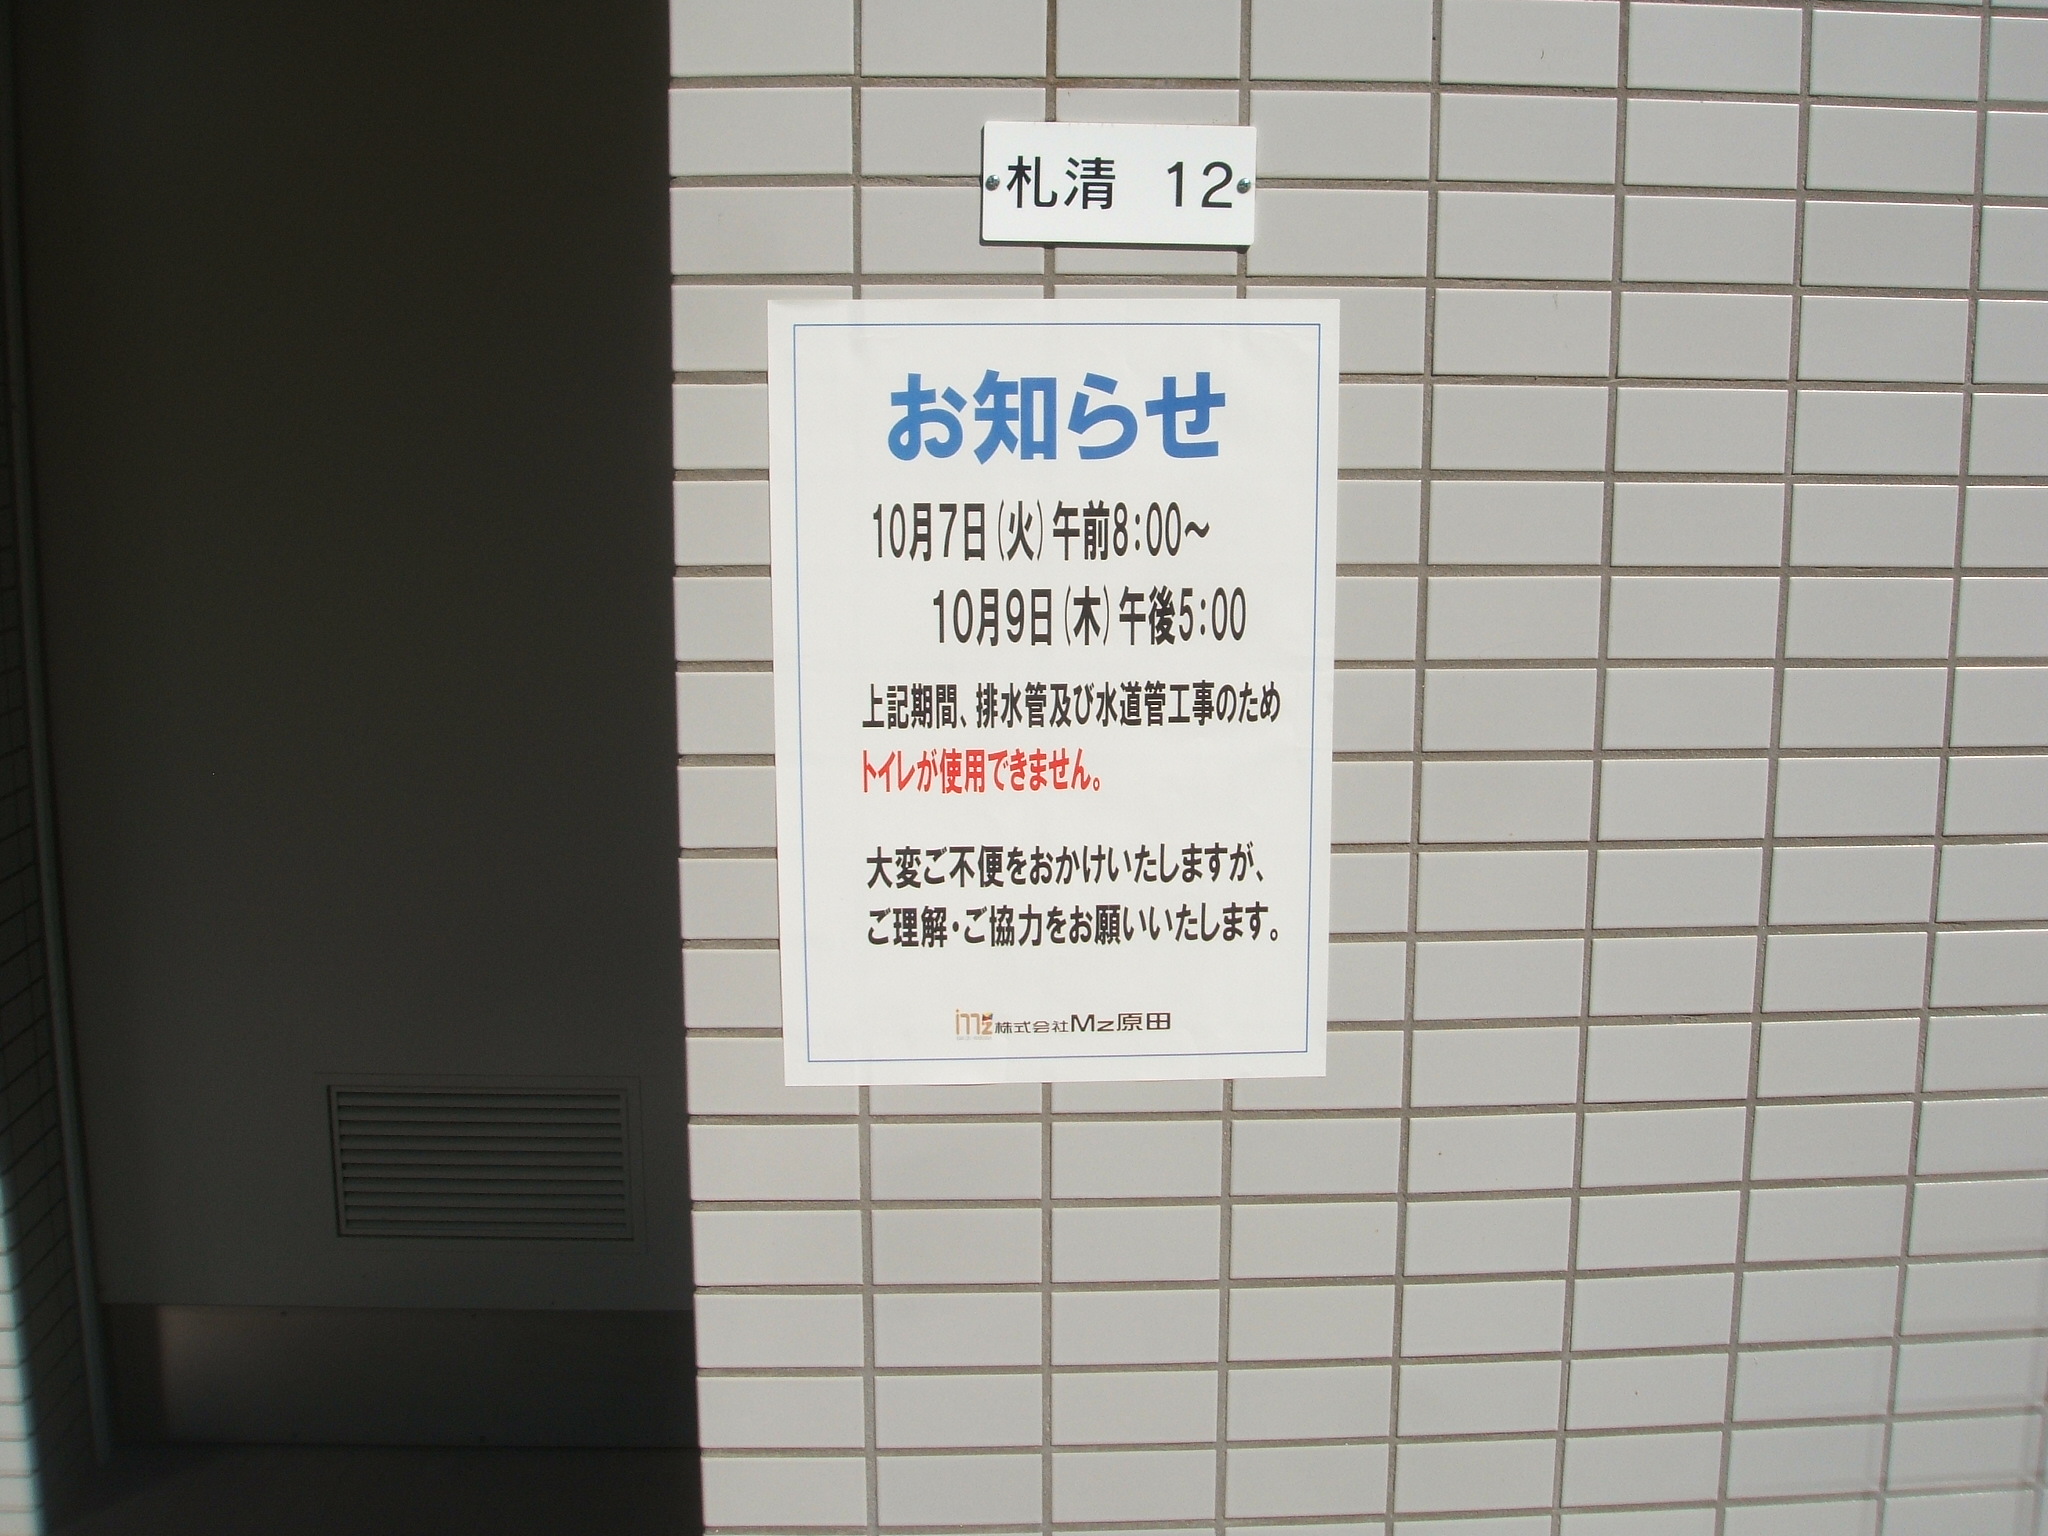 札清 12
お知らせ
10月7日(火)午前8:00～
10月9日(木)午後5:00
上記期間、排水管及び水道管工事のため
トイレが使用できません。
大変ご不便をおかけいたしますが、
ご理解・ご協力をお願いいたします。
mz 株式会社Mz原田